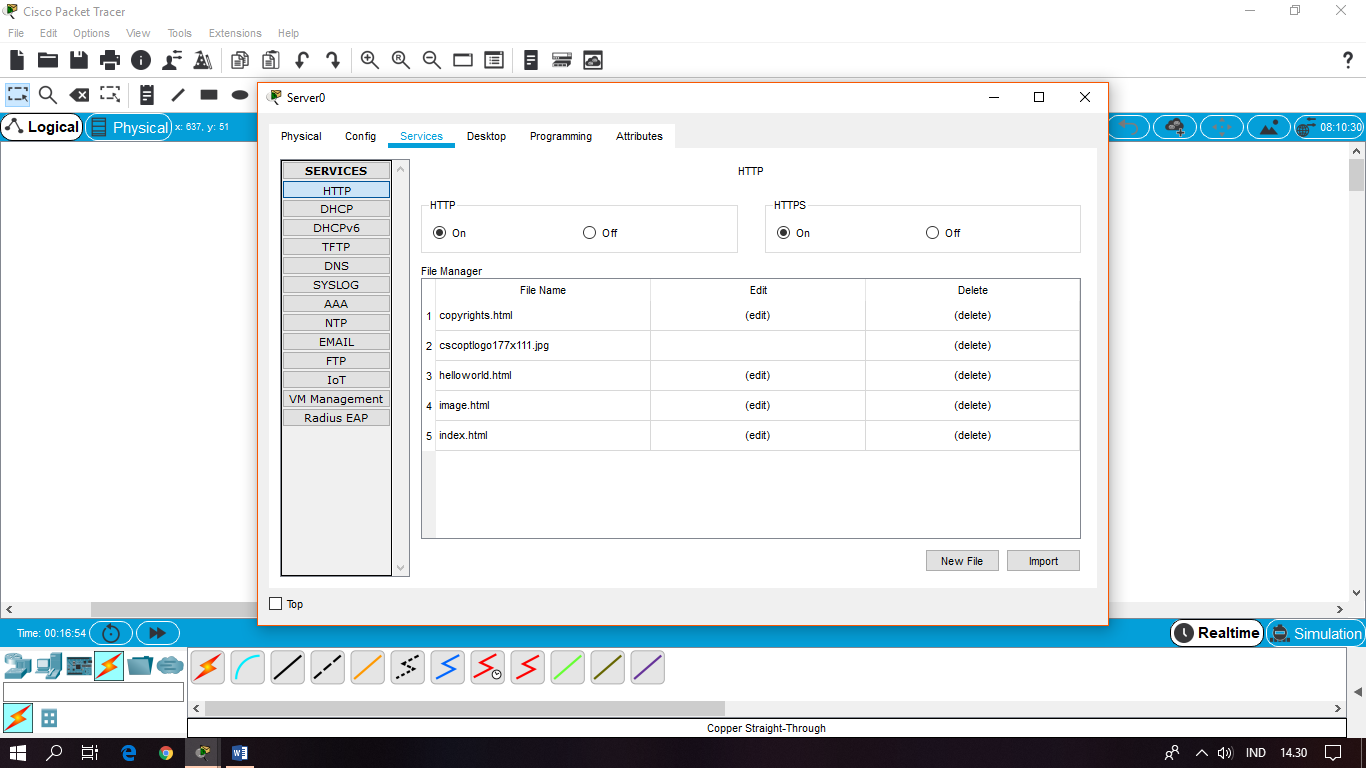 Cisco Packet Tracer
File Edit Options View Tools Extensions Help
Logical Physical x: 637, y: 51 08:10:30
Server0
Physical Config Services Desktop Programming Attributes
SERVICES
HTTP
DHCP
DHCPv6
TFTP
DNS
SYSLOG
AAA
NTP
EMAIL
FTP
IoT
VM Management
Radius EAP
HTTP
HTTP HTTPS
On Off On Off
File Manager
File Name Edit Delete
1 copyrights.html (edit) (delete)
2 cscoptlogo177x111.jpg (delete)
3 helloworld.html (edit) (delete)
4 image.html (edit) (delete)
5 index.html (edit) (delete)
New File Import
Top
Time: 00:16:54 Realtime Simulation
Copper Straight-Through
IND 14.30